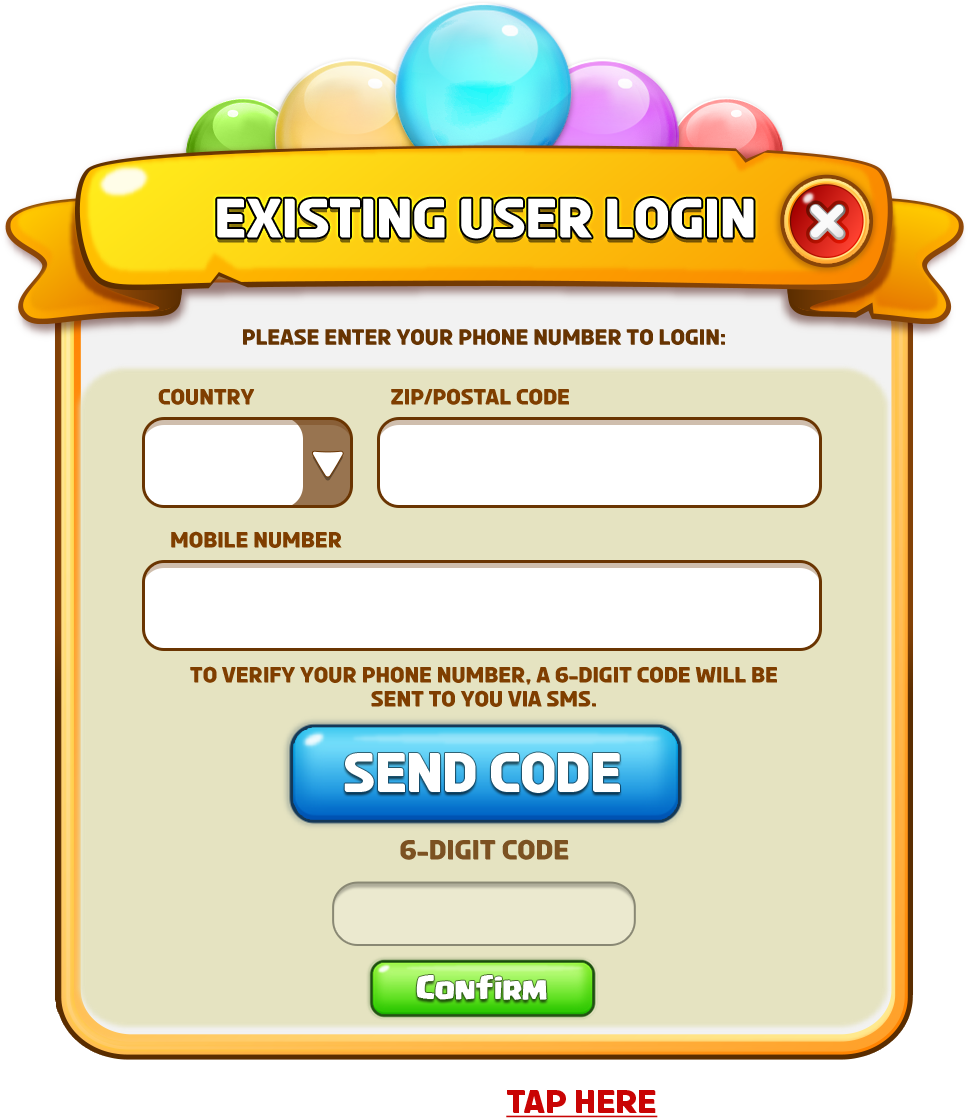 EXISTING USER LOGIN
PLEASE ENTER YOUR PHONE NUMBER TO LOGIN:
COUNTRY
ZIP/POSTAL CODE
MOBILE NUMBER
TO VERIFY YOUR PHONE NUMBER, A 6-DIGIT CODE WILL BE
SENT TO YOU VIA SMS.
SEND CODE
6-DIGIT CODE
Confirm
TAP HERE